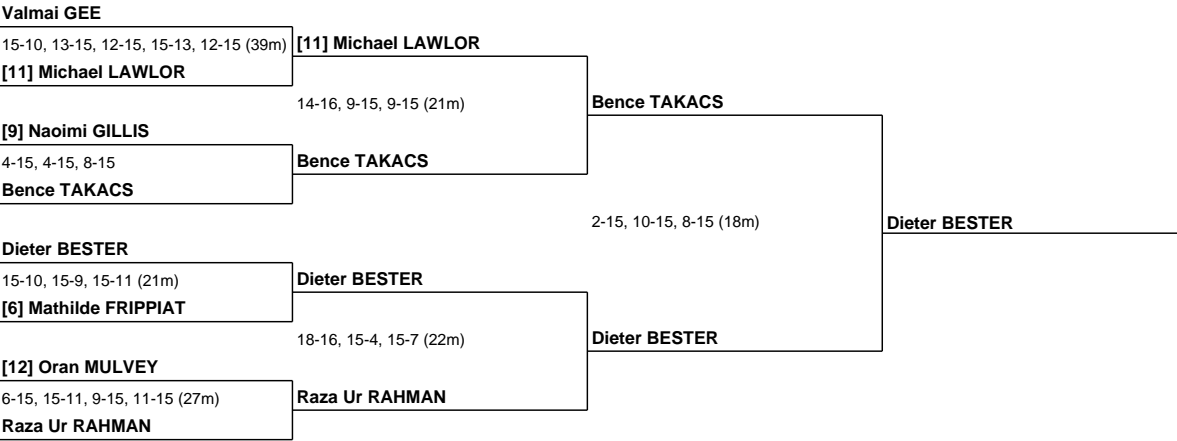 Valmai GEE
15-10, 13-15, 12-15, 15-13, 12-15 (39m)
[11] Michael LAWLOR
[11] Michael LAWLOR
14-16, 9-15, 9-15 (21m)
Bence TAKACS
[9] Naoimi GILLIS
4-15, 4-15, 8-15
Bence TAKACS
Bence TAKACS
2-15, 10-15, 8-15 (18m)
Dieter BESTER
Dieter BESTER
15-10, 15-9, 15-11 (21m)
Dieter BESTER
[6] Mathilde FRIPPIAT
18-16, 15-4, 15-7 (22m)
Dieter BESTER
[12] Oran MULVEY
6-15, 15-11, 9-15, 11-15 (27m)
Raza Ur RAHMAN
Raza Ur RAHMAN